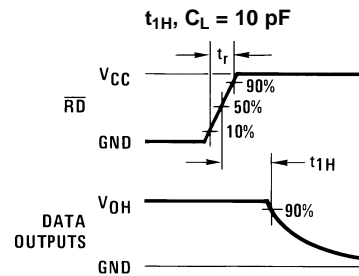 t1H, CL = 10 pF
tr
VCC
90%
RD
50%
10%
GND
t1H
VOH
90%
DATA
OUTPUTS
GND